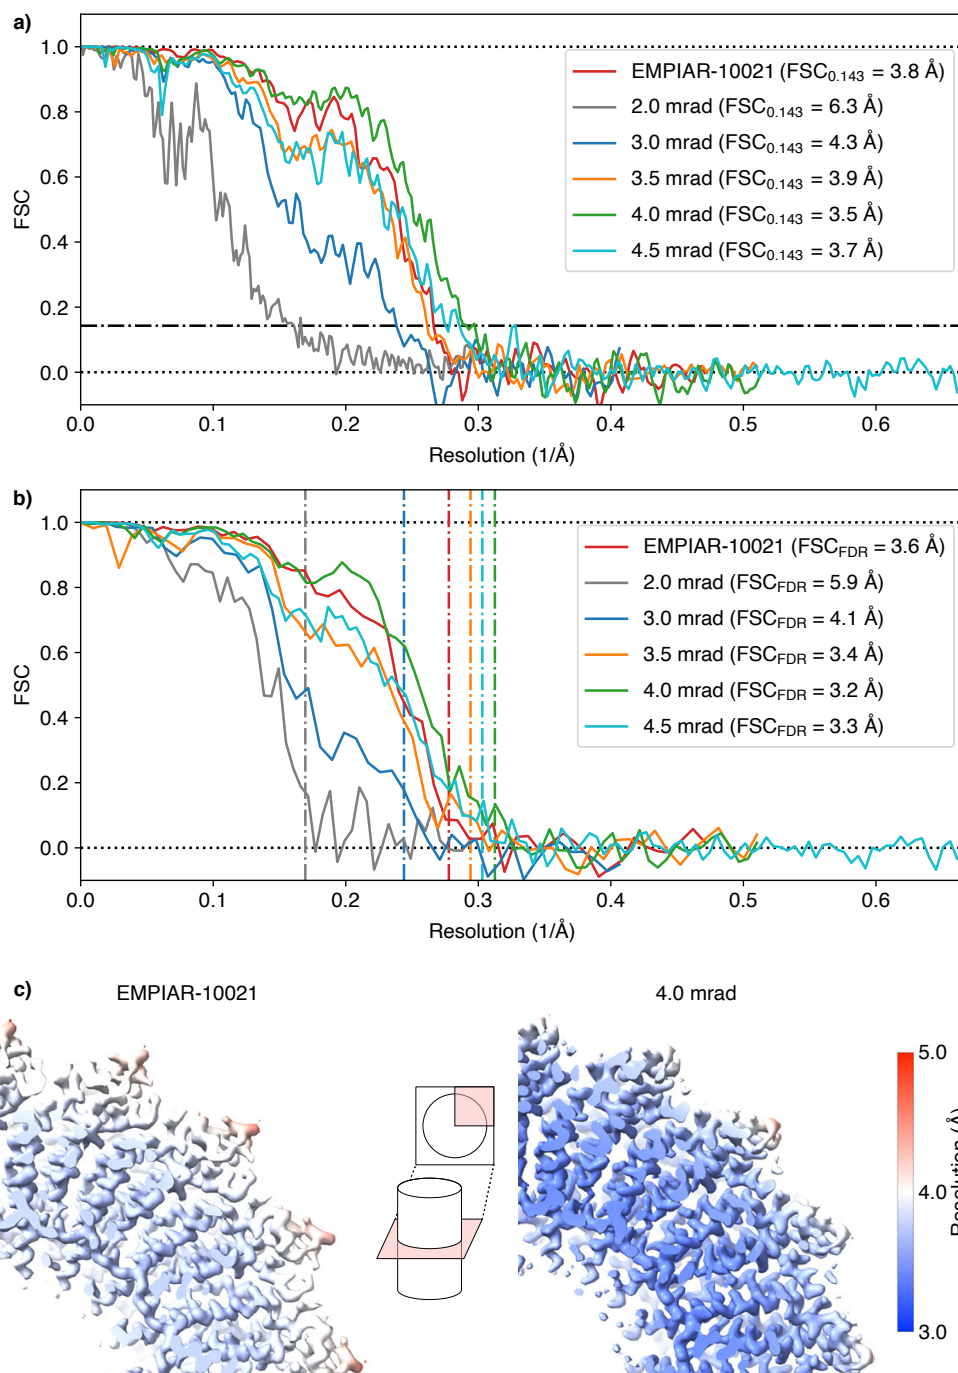 a)
1.0
0.8
0.6
0.4
0.2
0.0
FSC
EMPIAR-10021 (FSC₀.₁₄₃ = 3.8 Å)
2.0 mrad (FSC₀.₁₄₃ = 6.3 Å)
3.0 mrad (FSC₀.₁₄₃ = 4.3 Å)
3.5 mrad (FSC₀.₁₄₃ = 3.9 Å)
4.0 mrad (FSC₀.₁₄₃ = 3.5 Å)
4.5 mrad (FSC₀.₁₄₃ = 3.7 Å)
0.0 0.1 0.2 0.3 0.4 0.5 0.6
Resolution (1/Å)
b)
1.0
0.8
0.6
0.4
0.2
0.0
FSC
EMPIAR-10021 (FSC_FDR = 3.6 Å)
2.0 mrad (FSC_FDR = 5.9 Å)
3.0 mrad (FSC_FDR = 4.1 Å)
3.5 mrad (FSC_FDR = 3.4 Å)
4.0 mrad (FSC_FDR = 3.2 Å)
4.5 mrad (FSC_FDR = 3.3 Å)
0.0 0.1 0.2 0.3 0.4 0.5 0.6
Resolution (1/Å)
c)
EMPIAR-10021
4.0 mrad
5.0
4.0
3.0
Resolution (Å)